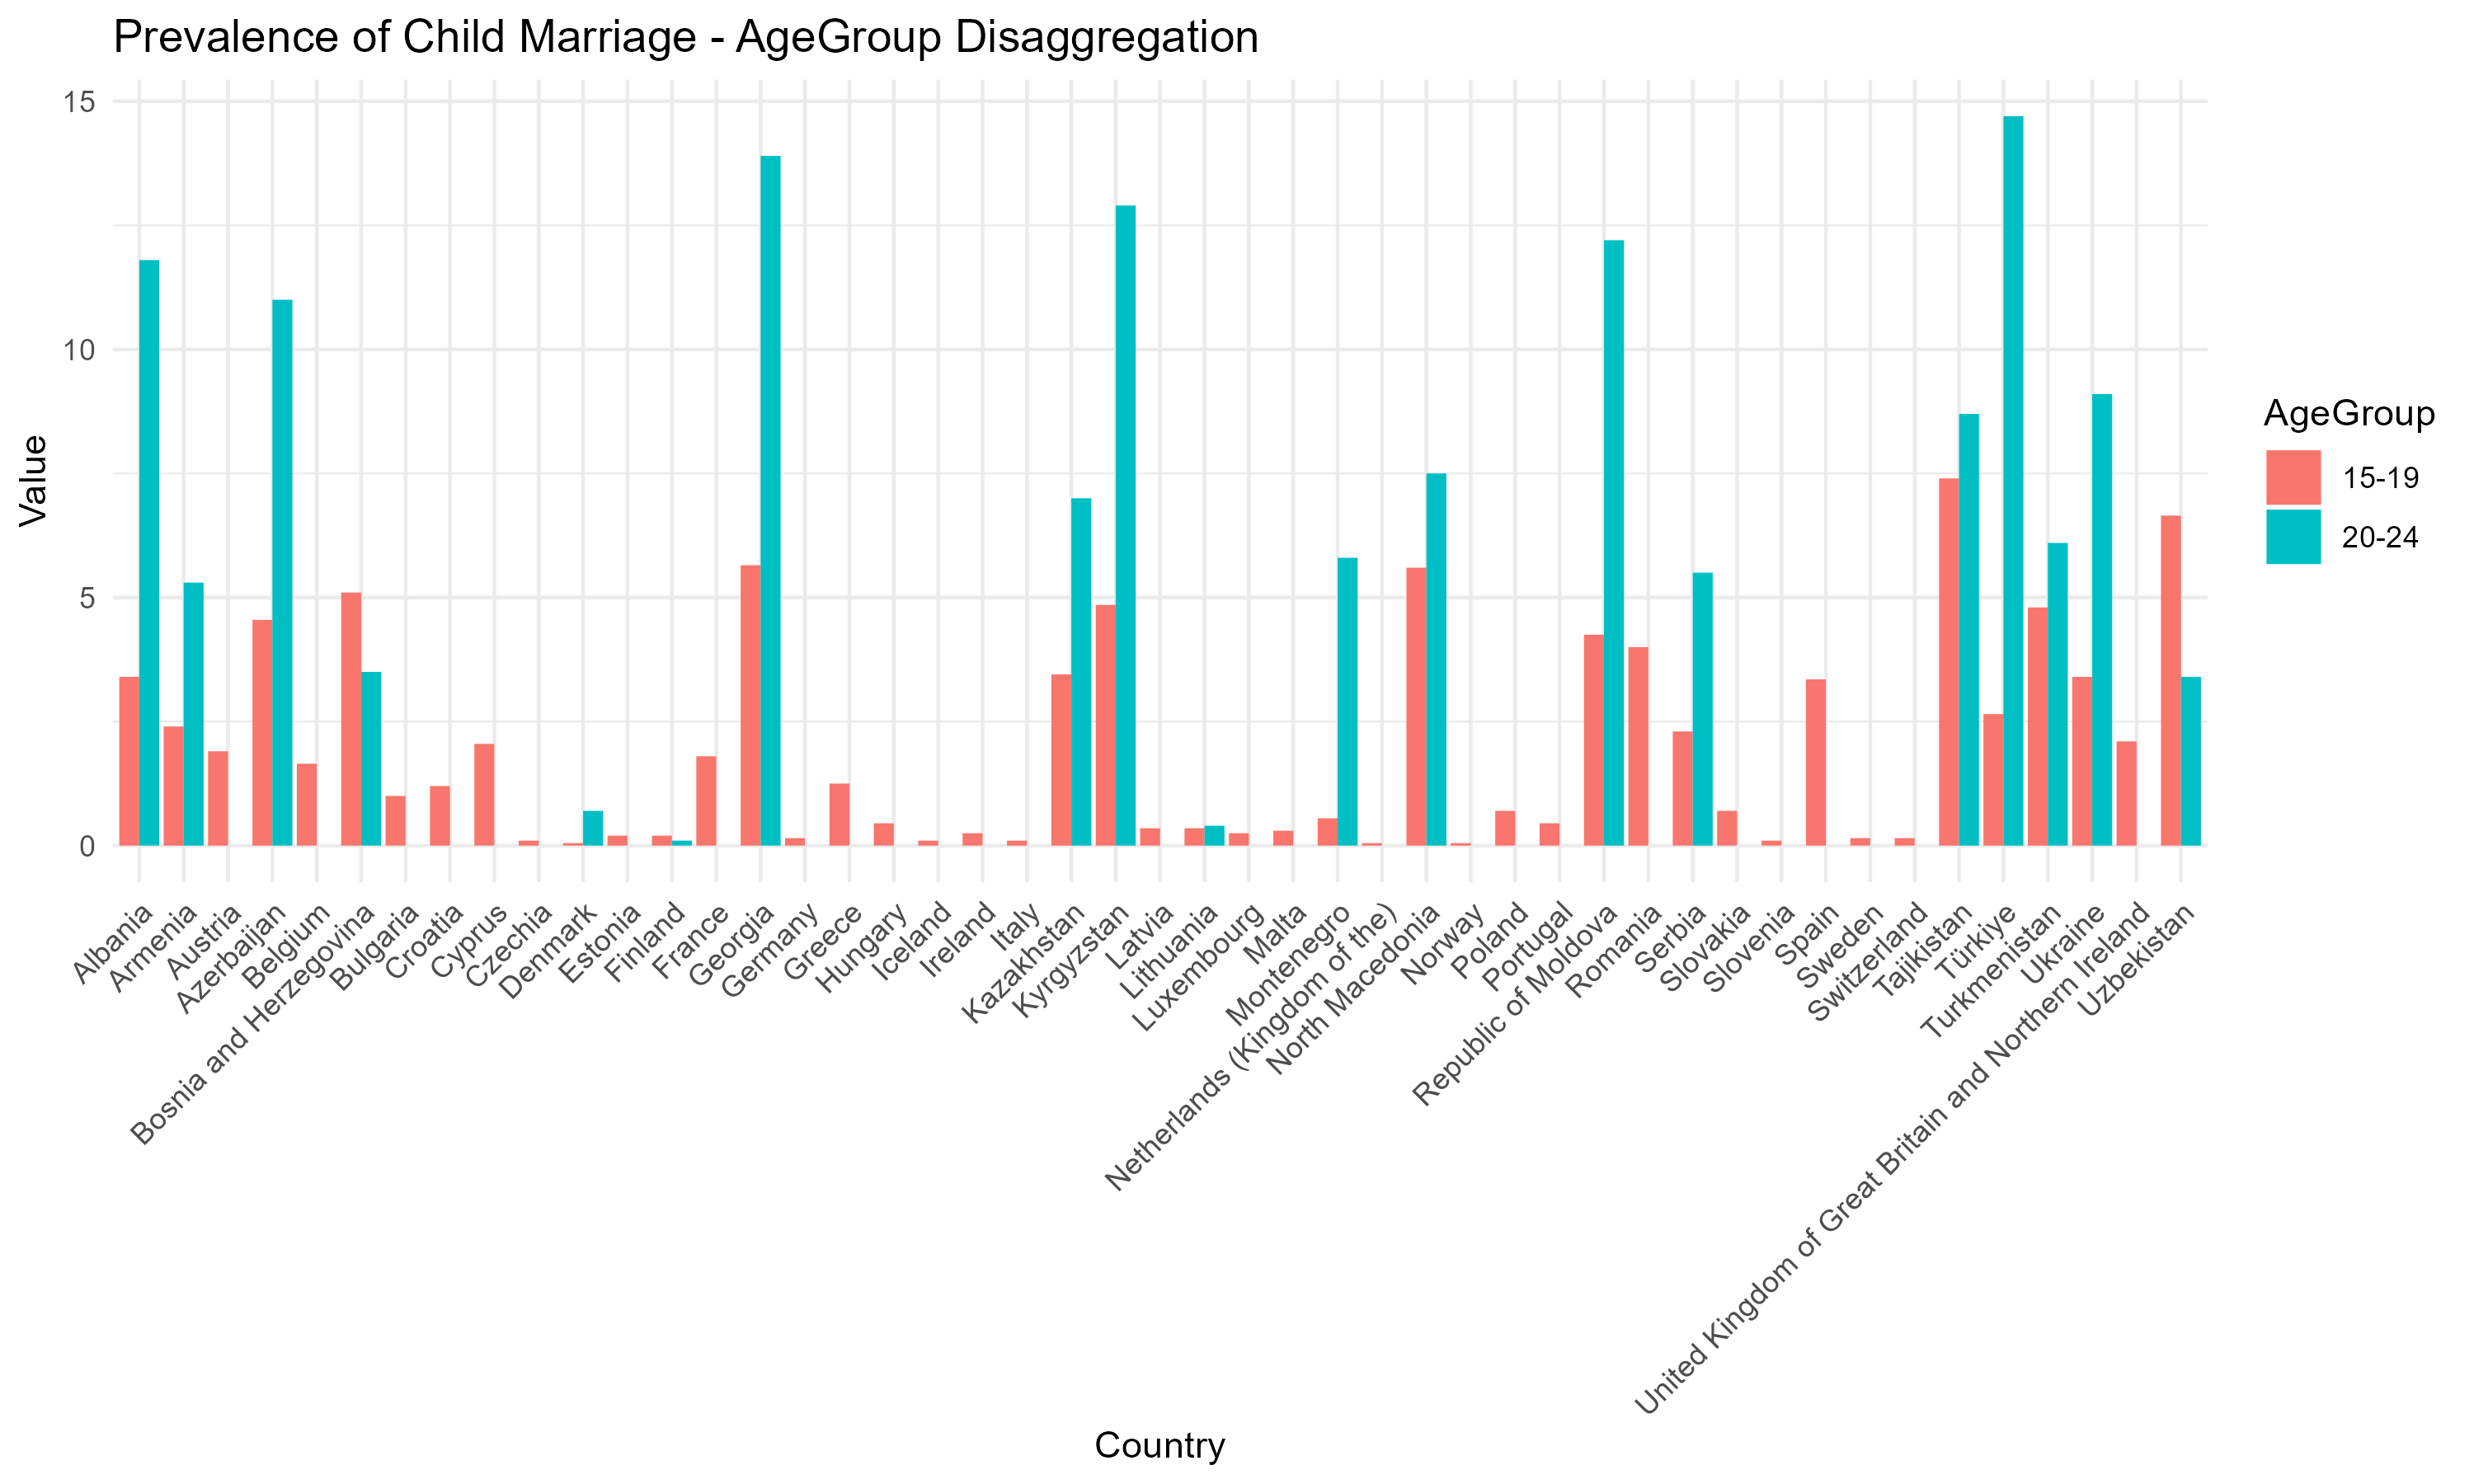 Prevalence of Child Marriage - AgeGroup Disaggregation
15
10
5
0
Value
Albania
Armenia
Austria
Azerbaijan
Belgium
Bosnia and Herzegovina
Bulgaria
Croatia
Cyprus
Czechia
Denmark
Estonia
Finland
France
Georgia
Germany
Greece
Hungary
Iceland
Ireland
Italy
Kazakhstan
Kyrgyzstan
Latvia
Lithuania
Luxembourg
Malta
Montenegro
Netherlands (Kingdom of the)
North Macedonia
Norway
Poland
Portugal
Republic of Moldova
Romania
Serbia
Slovakia
Slovenia
Spain
Sweden
Switzerland
Tajikistan
Türkiye
Turkmenistan
Ukraine
United Kingdom of Great Britain and Northern Ireland
Uzbekistan
Country
AgeGroup
15-19
20-24